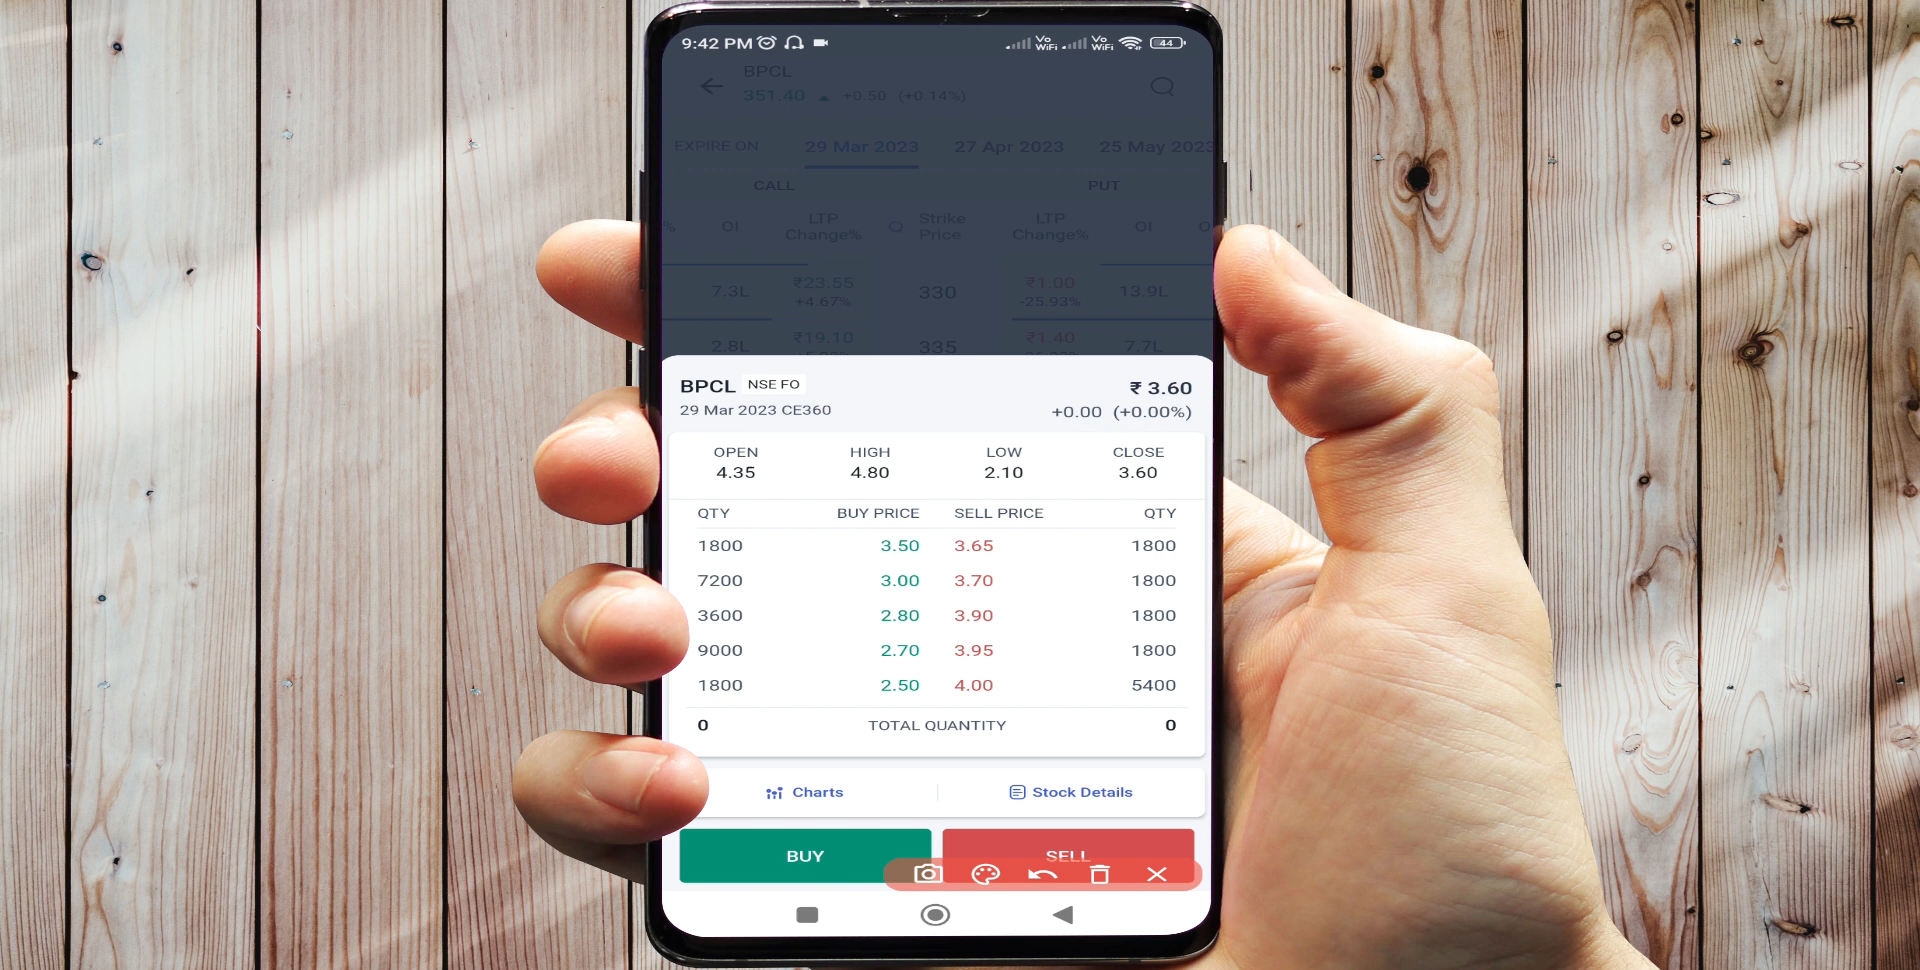 9:42 PM Vo WiFi Vo WiFi 44
BPCL
351.40 +0.50 (+0.14%)
EXPIRE ON 29 Mar 2023 27 Apr 2023 25 May 2023
CALL PUT
% OI LTP Change% Strike Price LTP Change% OI O
7.3L ₹23.55 330 ₹1.00 13.9L
+4.67% -25.93%
2.8L ₹19.10 335 ₹1.40 7.7L
BPCL NSE FO ₹ 3.60
29 Mar 2023 CE360 +0.00 (+0.00%)
OPEN HIGH LOW CLOSE
4.35 4.80 2.10 3.60
QTY BUY PRICE SELL PRICE QTY
1800 3.50 3.65 1800
7200 3.00 3.70 1800
3600 2.80 3.90 1800
9000 2.70 3.95 1800
1800 2.50 4.00 5400
0 TOTAL QUANTITY 0
Charts Stock Details
BUY SELL